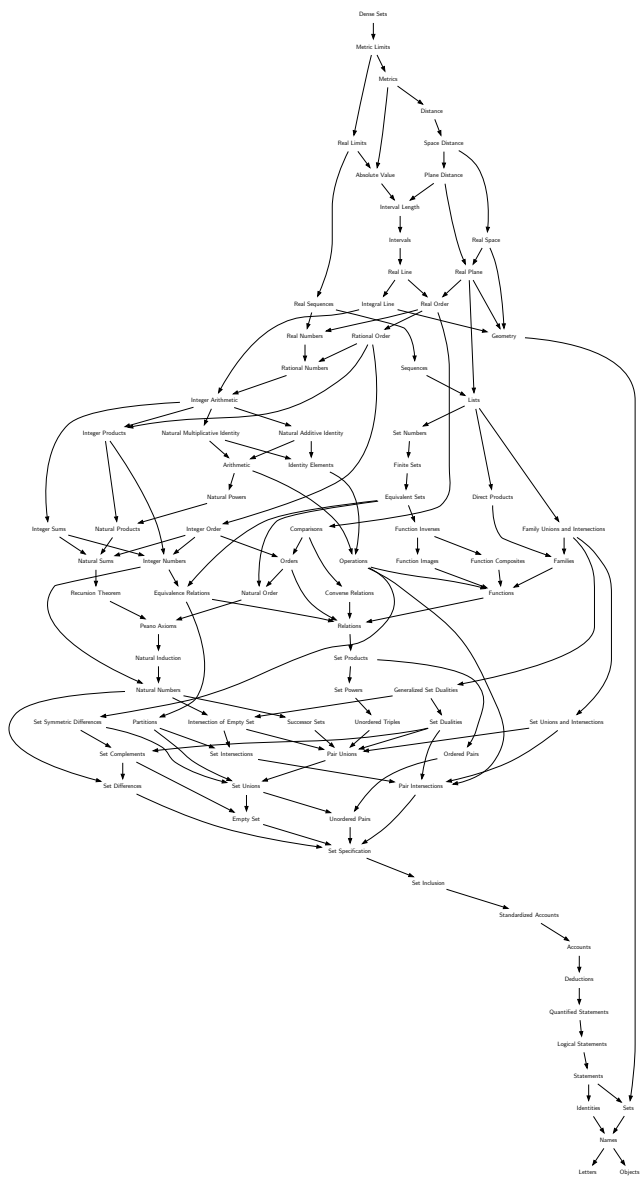 Dense Sets
Metric Limits
Metrics
Distance
Real Limits
Space Distance
Absolute Value
Plane Distance
Interval Length
Intervals
Real Space
Real Line
Real Plane
Real Sequences
Integral Line
Real Order
Real Numbers
Rational Order
Geometry
Rational Numbers
Sequences
Integer Arithmetic
Lists
Integer Products
Natural Multiplicative Identity
Natural Additive Identity
Set Numbers
Arithmetic
Identity Elements
Finite Sets
Natural Powers
Equivalent Sets
Direct Products
Integer Sums
Natural Products
Integer Order
Comparisons
Function Inverses
Family Unions and Intersections
Natural Sums
Integer Numbers
Orders
Operations
Function Images
Function Composites
Families
Recursion Theorem
Equivalence Relations
Natural Order
Converse Relations
Functions
Peano Axioms
Relations
Natural Induction
Set Products
Natural Numbers
Set Powers
Generalized Set Dualities
Set Symmetric Differences
Partitions
Intersection of Empty Set
Successor Sets
Unordered Triples
Set Dualities
Set Unions and Intersections
Set Complements
Set Intersections
Pair Unions
Ordered Pairs
Set Differences
Set Unions
Pair Intersections
Empty Set
Unordered Pairs
Set Specification
Set Inclusion
Standardized Accounts
Accounts
Deductions
Quantified Statements
Logical Statements
Statements
Identities
Sets
Names
Letters
Objects